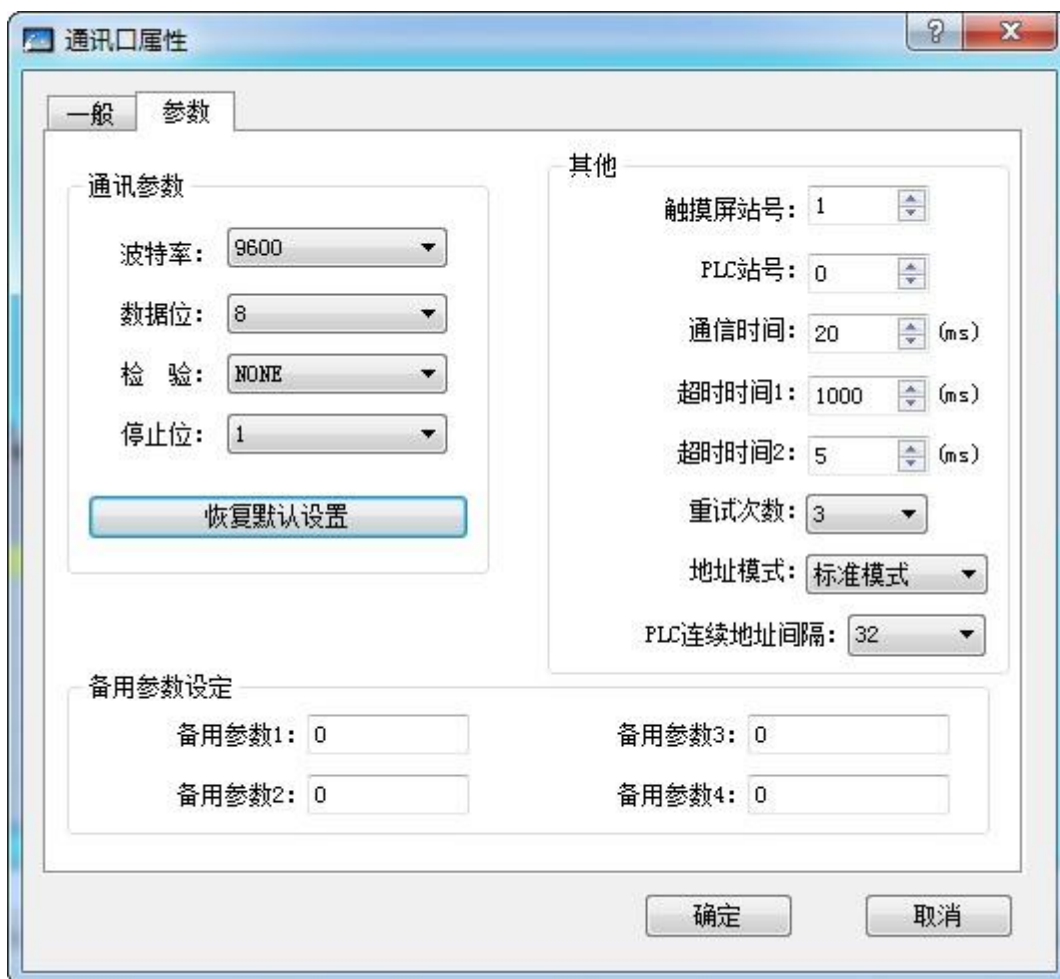 通讯口属性
一般
参数
通讯参数
波特率： 9600
数据位： 8
检 验： NONE
停止位： 1
恢复默认设置
其他
触摸屏站号： 1
PLC站号： 0
通信时间： 20 (ms)
超时时间1： 1000 (ms)
超时时间2： 5 (ms)
重试次数： 3
地址模式： 标准模式
PLC连续地址间隔： 32
备用参数设定
备用参数1： 0
备用参数3： 0
备用参数2： 0
备用参数4： 0
确定
取消